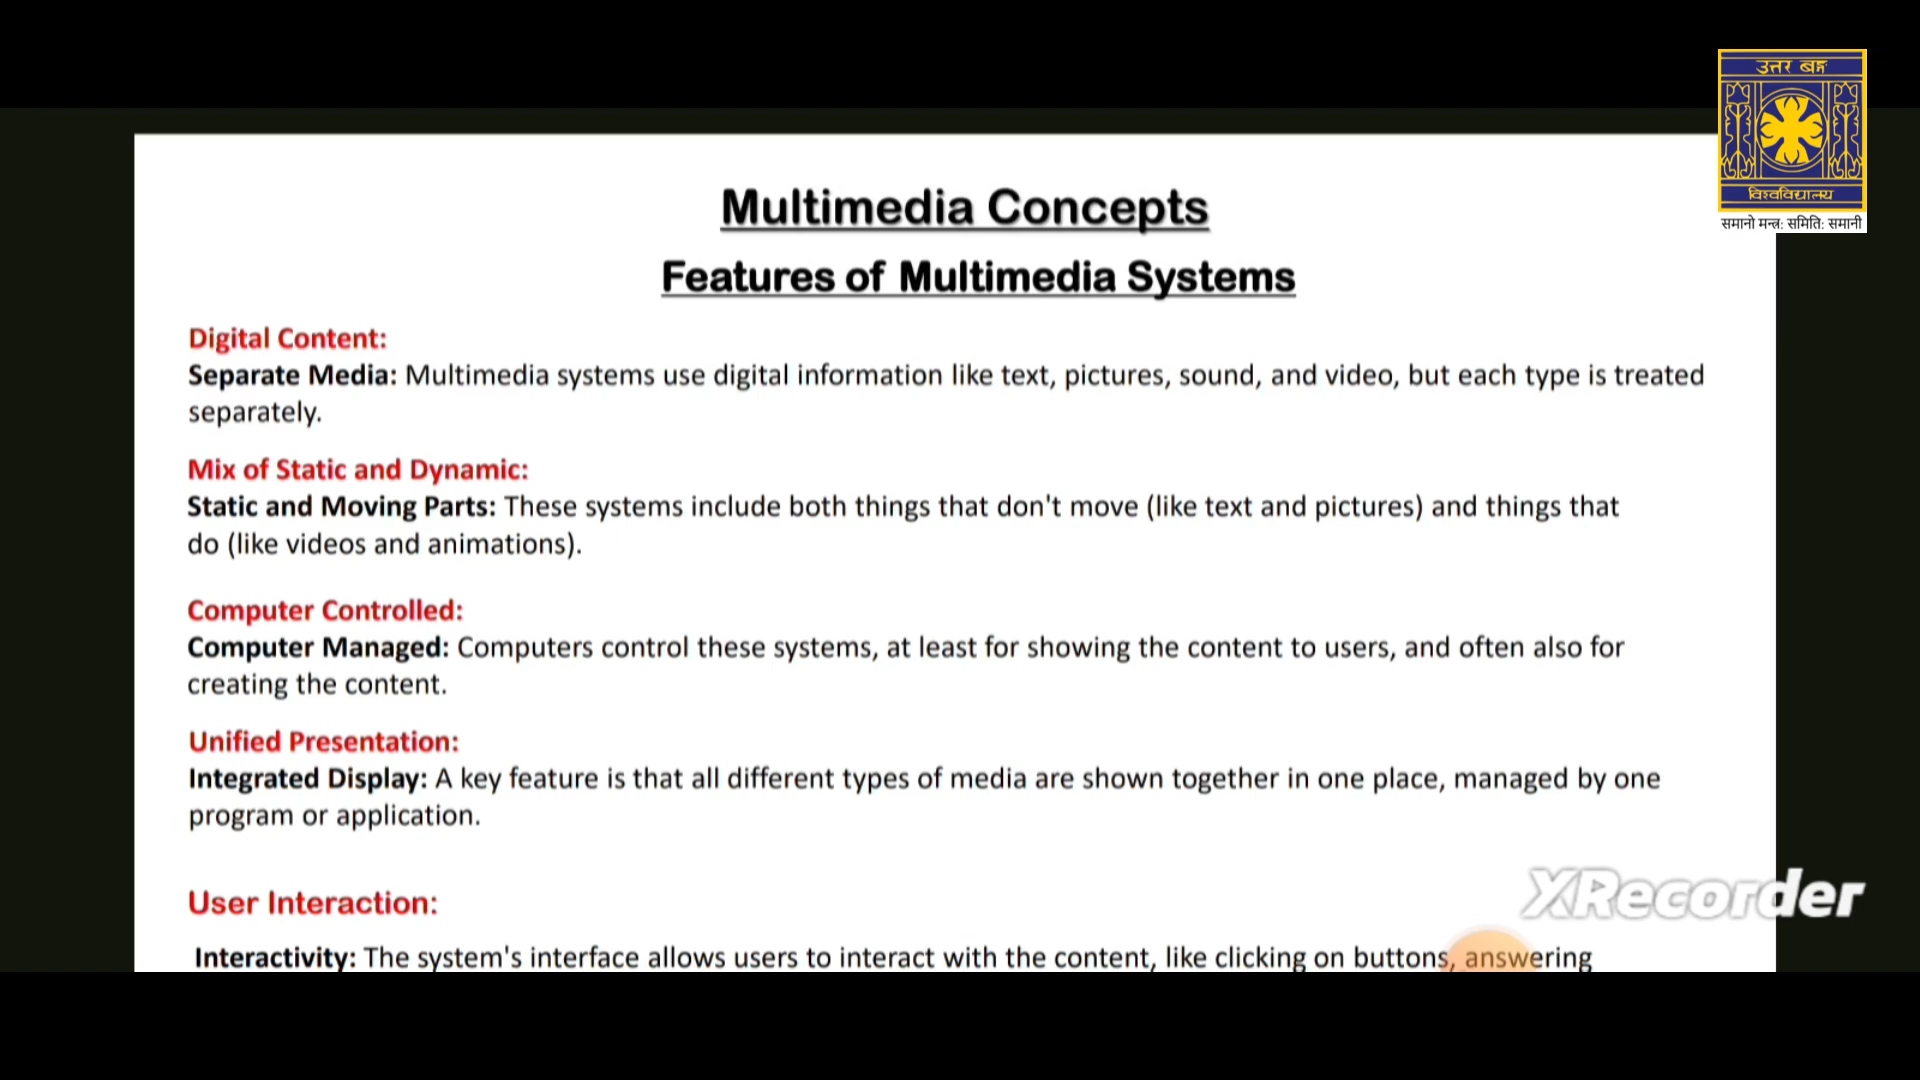 उत्तर बङ्ग
विश्वविद्यालय
समानो मन्त्र: समिति: समानी
Multimedia Concepts
Features of Multimedia Systems
Digital Content:
Separate Media: Multimedia systems use digital information like text, pictures, sound, and video, but each type is treated
separately.
Mix of Static and Dynamic:
Static and Moving Parts: These systems include both things that don't move (like text and pictures) and things that
do (like videos and animations).
Computer Controlled:
Computer Managed: Computers control these systems, at least for showing the content to users, and often also for
creating the content.
Unified Presentation:
Integrated Display: A key feature is that all different types of media are shown together in one place, managed by one
program or application.
User Interaction:
Interactivity: The system's interface allows users to interact with the content, like clicking on buttons, answering
XRecorder